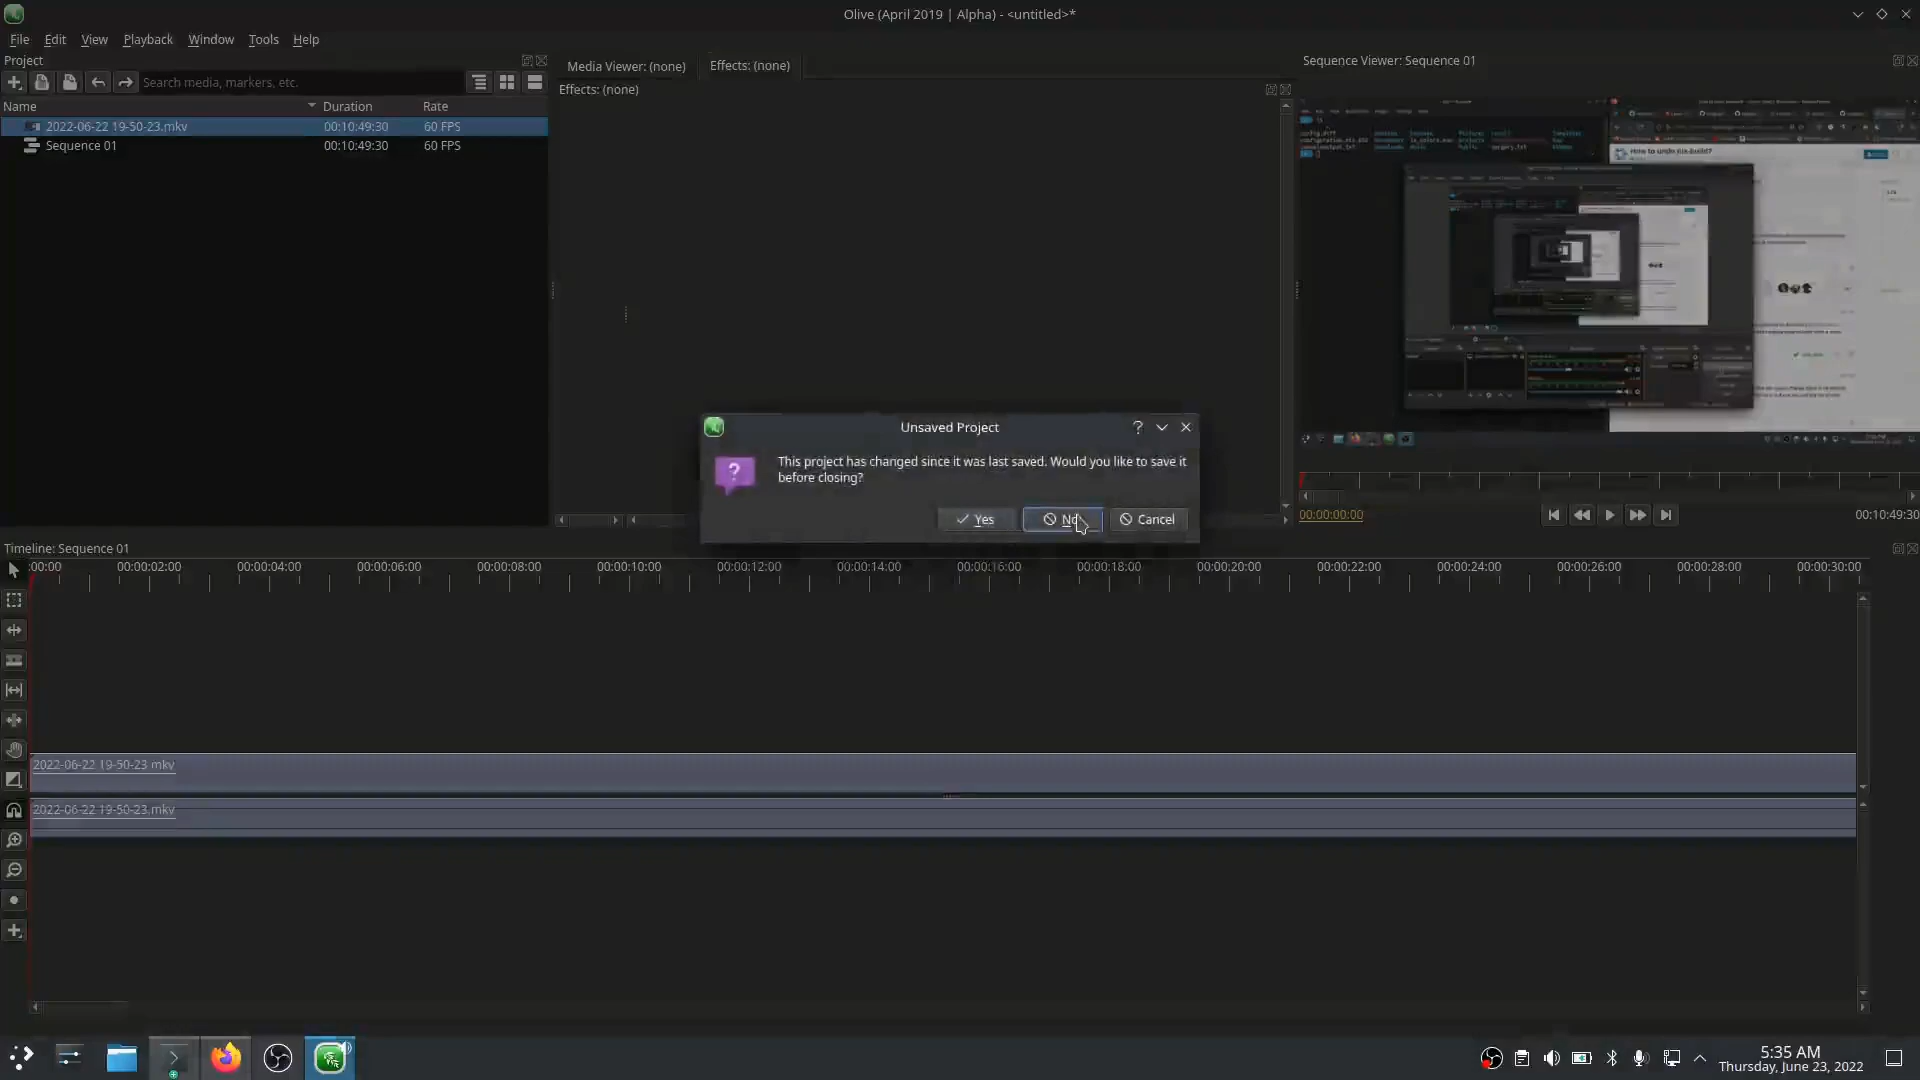 Olive (April 2019 | Alpha) - <untitled>*
File Edit View Playback Window Tools Help
Project
Search media, markers, etc.
Name Duration Rate
2022-06-22 19-50-23.mkv 00:10:49:30 60 FPS
Sequence 01 00:10:49:30 60 FPS
Media Viewer: (none) Effects: (none)
Effects: (none)
Sequence Viewer: Sequence 01
How to undo nix-build?
00:00:00:00 00:10:49:30
Unsaved Project
This project has changed since it was last saved. Would you like to save it
before closing?
Yes No Cancel
Timeline: Sequence 01
:00:00 00:00:02:00 00:00:04:00 00:00:06:00 00:00:08:00 00:00:10:00 00:00:12:00 00:00:14:00 00:00:16:00 00:00:18:00 00:00:20:00 00:00:22:00 00:00:24:00 00:00:26:00 00:00:28:00 00:00:30:00
2022-06-22 19-50-23.mkv
2022-06-22 19-50-23.mkv
5:35 AM
Thursday, June 23, 2022